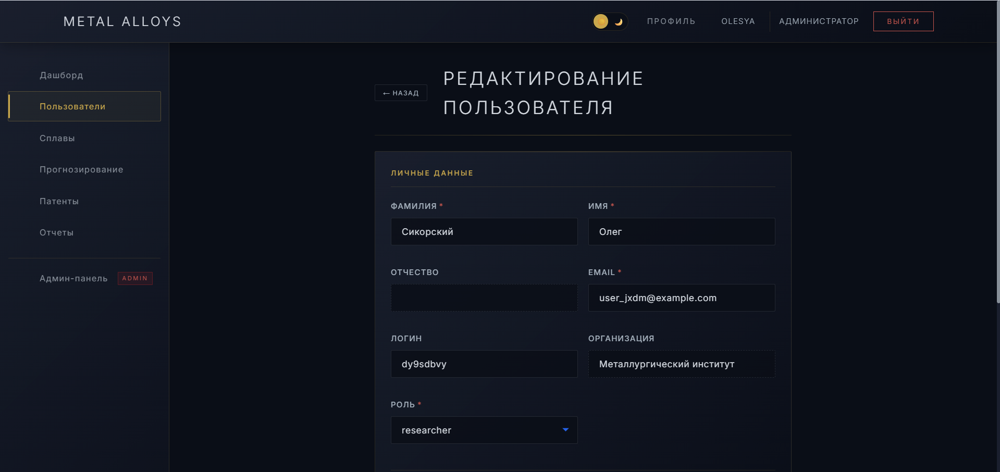 METAL ALLOYS
ПРОФИЛЬ
OLESYA
АДМИНИСТРАТОР
ВЫЙТИ
Дашборд
Пользователи
Сплавы
Прогнозирование
Патенты
Отчеты
Админ-панель ADMIN
← НАЗАД
РЕДАКТИРОВАНИЕ
ПОЛЬЗОВАТЕЛЯ
ЛИЧНЫЕ ДАННЫЕ
ФАМИЛИЯ *
Сикорский
ИМЯ *
Олег
ОТЧЕСТВО
EMAIL *
user_jxdm@example.com
ЛОГИН
dy9sdbvy
ОРГАНИЗАЦИЯ
Металлургический институт
РОЛЬ *
researcher